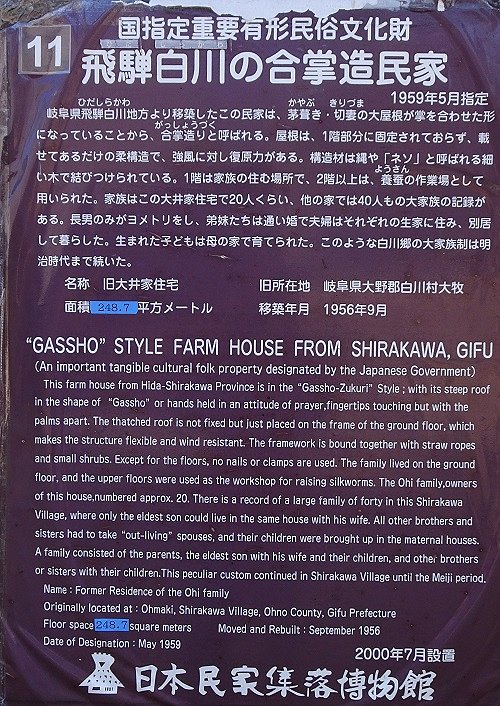 11
国指定重要有形民俗文化財
飛騨白川の合掌造民家
1959年5月指定
ひだしらかわ かやぶ きりづま
岐阜県飛騨白川地方より移築したこの民家は、茅葺き・切妻の大屋根が掌を合わせた形
がっしょうづく
になっていることから、合掌造りと呼ばれる。屋根は、1階部分に固定されておらず、載
せてあるだけの柔構造で、強風に対し復原力がある。構造材は縄や「ネソ」と呼ばれる細
ようさん
い木で結びつけられている。1階は家族の住む場所で、2階以上は、養蚕の作業場として
用いられた。家族はこの大井家住宅で20人くらい、他の家では40人もの大家族の記録が
ある。長男のみがヨメトリをし、弟妹たちは通い婚で夫婦はそれぞれの生家に住み、別居
して暮らした。生まれた子どもは母の家で育てられた。このような白川郷の大家族制は明
治時代まで続いた。
名称 旧大井家住宅 旧所在地 岐阜県大野郡白川村大牧
面積 248.7 平方メートル 移築年月 1956年9月
"GASSHO" STYLE FARM HOUSE FROM SHIRAKAWA, GIFU
(An important tangible cultural folk property designated by the Japanese Government)
This farm house from Hida-Shirakawa Province is in the "Gassho-Zukuri" Style ; with its steep roof
in the shape of "Gassho" or hands held in an attitude of prayer,fingertips touching but with the
palms apart. The thatched roof is not fixed but just placed on the frame of the ground floor, which
makes the structure flexible and wind resistant. The framework is bound together with straw ropes
and small shrubs. Except for the floors, no nails or clamps are used. The family lived on the ground
floor, and the upper floors were used as the workshop for raising silkworms. The Ohi family,owners
of this house,numbered approx. 20. There is a record of a large family of forty in this Shirakawa
Village, where only the eldest son could live in the same house with his wife. All other brothers and
sisters had to take "out-living" spouses, and their children were brought up in the maternal houses.
A family consisted of the parents, the eldest son with his wife and their children, and other brothers
or sisters with their children.This peculiar custom continued in Shirakawa Village until the Meiji period.
Name : Former Residence of the Ohi family
Originally located at : Ohmaki, Shirakawa Village, Ohno County, Gifu Prefecture
Floor space 248.7 square meters Moved and Rebuilt : September 1956
Date of Designation : May 1959
2000年7月設置
日本民家集落博物館